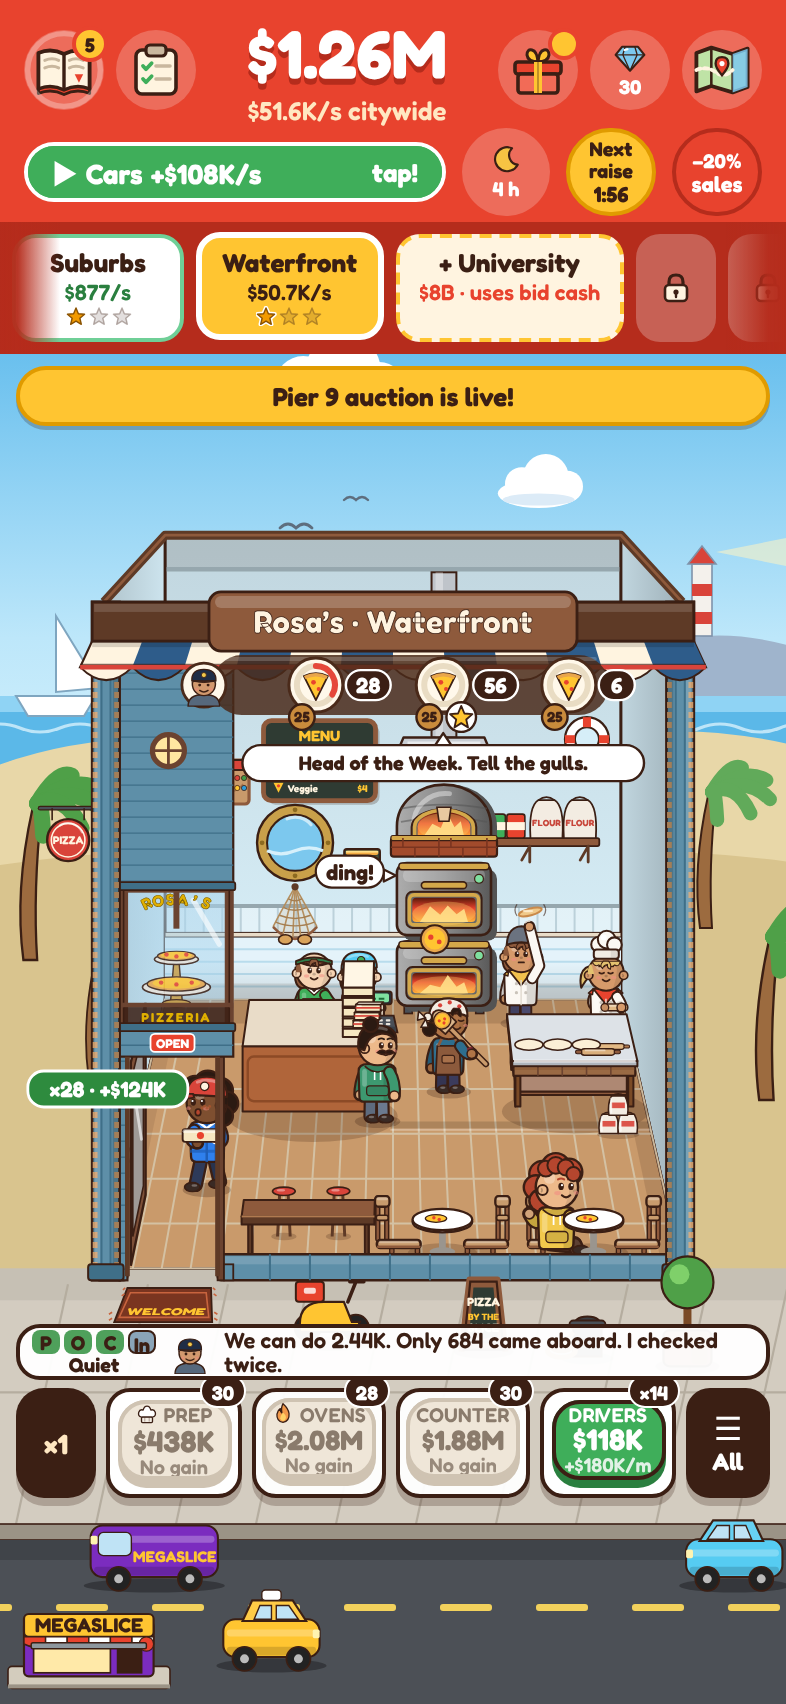 5
$1.26M
$51.6K/s citywide
30
▶ Cars +$108K/s tap!
4 h
Next
raise
1:56
−20%
sales
Suburbs
$877/s
Waterfront
$50.7K/s
+ University
$8B · uses bid cash
Pier 9 auction is live!
Rosa's · Waterfront
28
56
6
25
25
25
MENU
Head of the Week. Tell the gulls.
Veggie $4
FLOUR FLOUR
PIZZA
ding!
ROSA'S
PIZZERIA
OPEN
×28 · +$124K
WELCOME
PIZZA
BY THE
P O C In
Quiet
We can do 2.44K. Only 684 came aboard. I checked
twice.
×1
30
PREP
$438K
No gain
28
OVENS
$2.08M
No gain
30
COUNTER
$1.88M
No gain
×14
DRIVERS
$118K
+$180K/m
☰
All
MEGASLICE
MEGASLICE